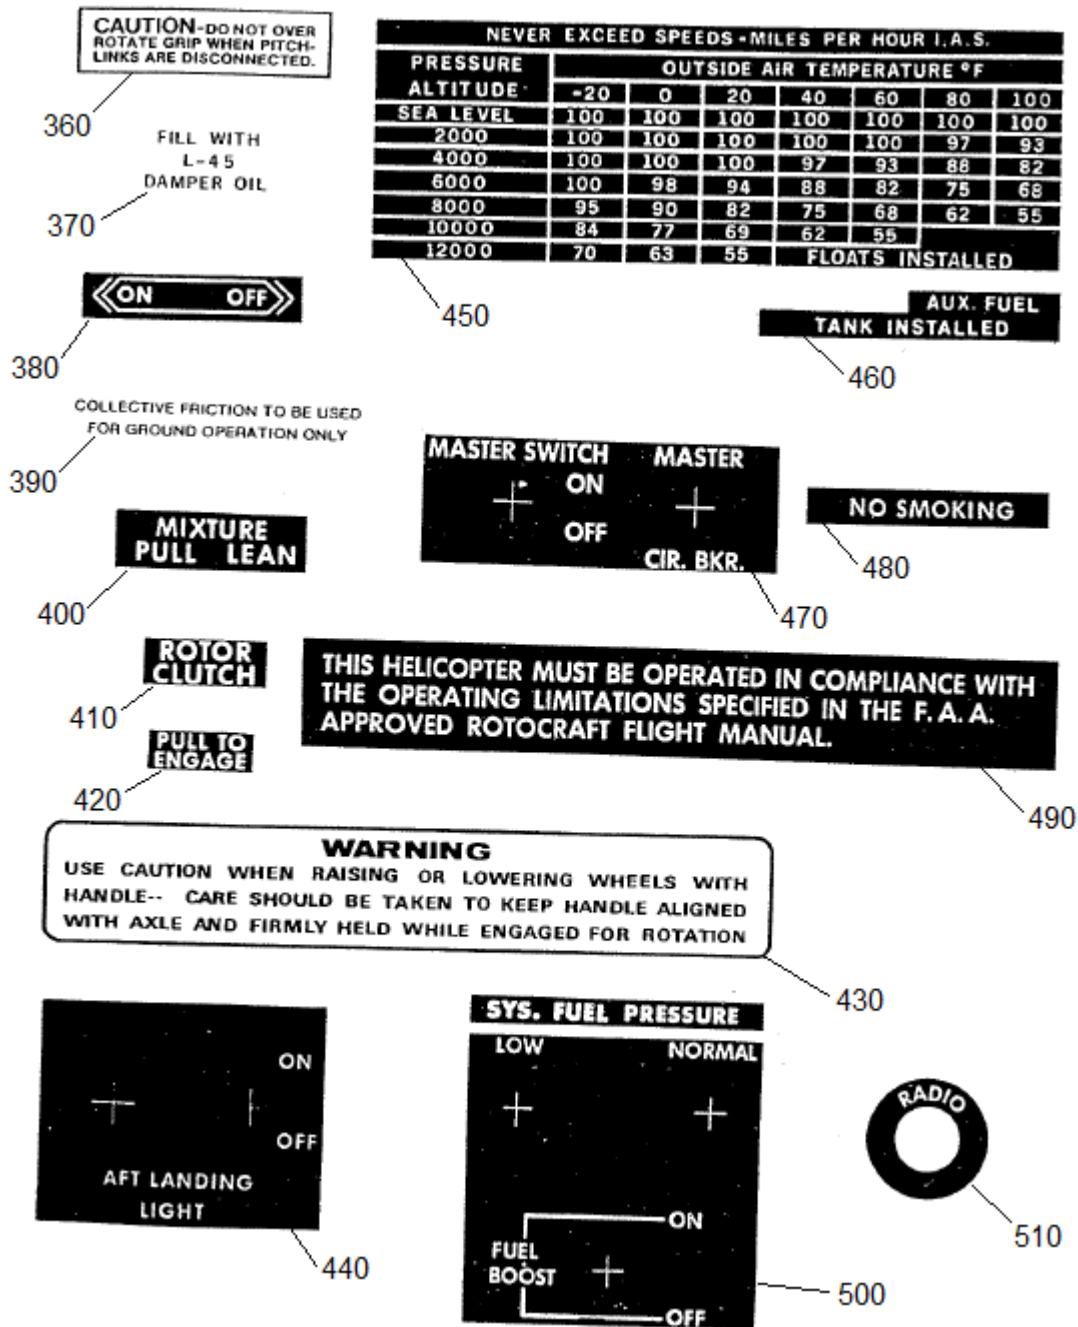 CAUTION-DO NOT OVER
ROTATE GRIP WHEN PITCH-
LINKS ARE DISCONNECTED.
360
FILL WITH
L-45
DAMPER OIL
370
ON OFF
380
COLLECTIVE FRICTION TO BE USED
FOR GROUND OPERATION ONLY
390
MIXTURE
PULL LEAN
400
ROTOR
CLUTCH
410
PULL TO
ENGAGE
420
WARNING
USE CAUTION WHEN RAISING OR LOWERING WHEELS WITH
HANDLE-- CARE SHOULD BE TAKEN TO KEEP HANDLE ALIGNED
WITH AXLE AND FIRMLY HELD WHILE ENGAGED FOR ROTATION
430
ON
OFF
AFT LANDING
LIGHT
440
NEVER EXCEED SPEEDS-MILES PER HOUR I.A.S.
PRESSURE OUTSIDE AIR TEMPERATURE °F
ALTITUDE -20 0 20 40 60 80 100
SEA LEVEL 100 100 100 100 100 100 100
2000 100 100 100 100 100 97 93
4000 100 100 100 97 93 88 82
6000 100 98 94 88 82 75 68
8000 95 90 82 75 68 62 55
10000 84 77 69 62 55
12000 70 63 55 FLOATS INSTALLED
450
AUX. FUEL
TANK INSTALLED
460
MASTER SWITCH MASTER
ON
OFF
CIR. BKR.
470
NO SMOKING
480
THIS HELICOPTER MUST BE OPERATED IN COMPLIANCE WITH
THE OPERATING LIMITATIONS SPECIFIED IN THE F.A.A.
APPROVED ROTOCRAFT FLIGHT MANUAL.
490
SYS. FUEL PRESSURE
LOW NORMAL
ON
FUEL
BOOST
OFF
500
RADIO
510